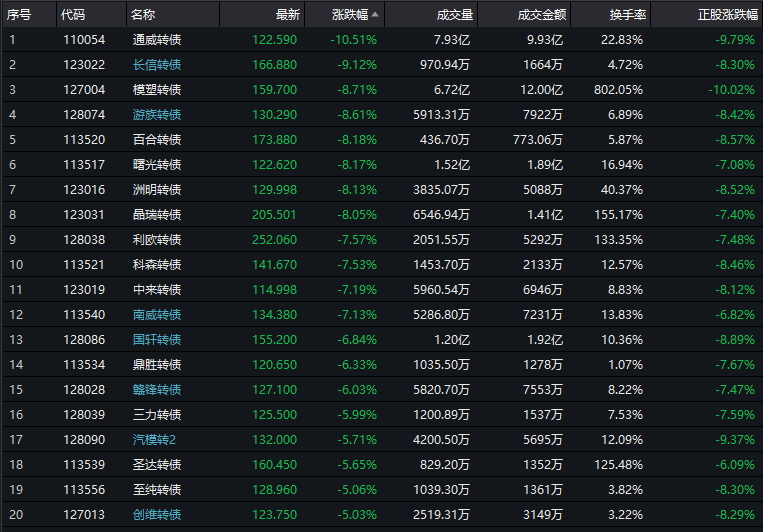 序号 代码 名称 最新 涨跌幅 成交量 成交金额 换手率 正股涨跌幅
1 110054 通威转债 122.590 -10.51% 7.93亿 9.93亿 22.83% -9.79%
2 123022 长信转债 166.880 -9.12% 970.94万 1664万 4.72% -8.30%
3 127004 模塑转债 159.700 -8.71% 6.72亿 12.00亿 802.05% -10.02%
4 128074 游族转债 130.290 -8.61% 5913.31万 7922万 6.89% -8.42%
5 113520 百合转债 173.880 -8.18% 436.70万 773.06万 5.87% -8.57%
6 113517 曙光转债 122.620 -8.17% 1.52亿 1.89亿 16.94% -7.08%
7 123016 洲明转债 129.998 -8.13% 3835.07万 5088万 40.37% -8.52%
8 123031 晶瑞转债 205.501 -8.05% 6546.94万 1.41亿 155.17% -7.40%
9 128038 利欧转债 252.060 -7.57% 2051.55万 5292万 133.35% -7.48%
10 113521 科森转债 141.670 -7.53% 1453.70万 2133万 12.57% -8.46%
11 123019 中来转债 114.998 -7.19% 5960.54万 6946万 8.83% -8.12%
12 113540 南威转债 134.380 -7.13% 5286.80万 7231万 13.83% -6.82%
13 128086 国轩转债 155.200 -6.84% 1.20亿 1.92亿 10.36% -8.89%
14 113534 鼎胜转债 120.650 -6.33% 1035.50万 1278万 1.07% -7.67%
15 128028 赣锋转债 127.100 -6.03% 5820.70万 7553万 8.22% -7.47%
16 128039 三力转债 125.500 -5.99% 1200.89万 1537万 7.53% -7.59%
17 128090 汽模转2 132.000 -5.71% 4200.50万 5695万 12.09% -9.37%
18 113539 圣达转债 160.450 -5.65% 829.20万 1352万 125.48% -6.09%
19 113556 至纯转债 128.960 -5.06% 1039.30万 1361万 3.82% -8.30%
20 127013 创维转债 123.750 -5.03% 2519.31万 3149万 3.22% -8.29%